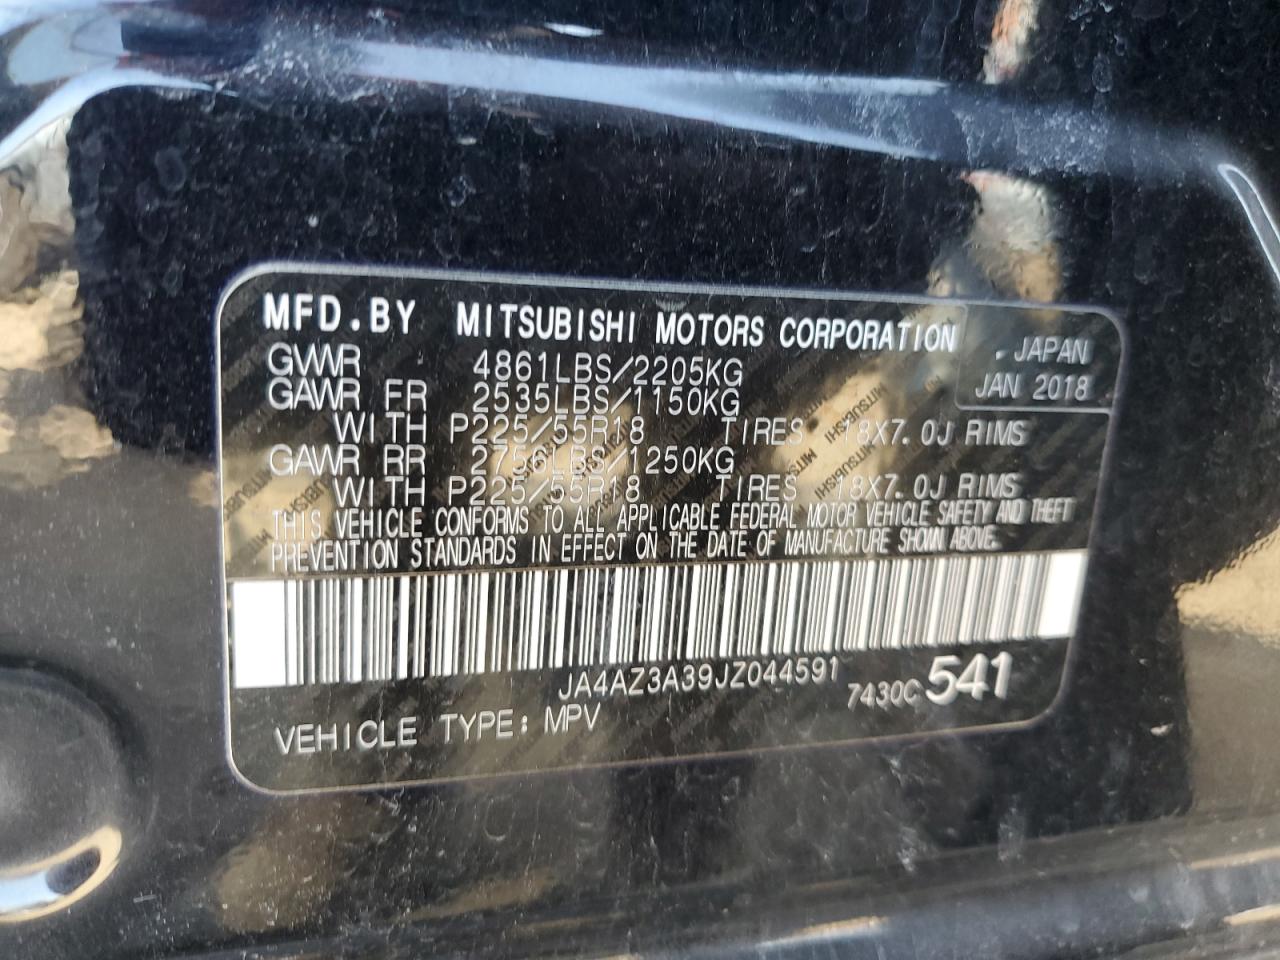 MFD.BY MITSUBISHI MOTORS CORPORATION
JAPAN
JAN 2018
GVWR 4861LBS/2205KG
GAWR FR 2535LBS/1150KG
WITH P225/55R18 TIRES 18X7.0J RIMS
GAWR RR 2756LBS/1250KG
WITH P225/55R18 TIRES 18X7.0J RIMS
THIS VEHICLE CONFORMS TO ALL APPLICABLE FEDERAL MOTOR VEHICLE SAFETY AND THEFT
PREVENTION STANDARDS IN EFFECT ON THE DATE OF MANUFACTURE SHOWN ABOVE.
JA4AZ3A39JZ044591
7430C541
VEHICLE TYPE: MPV